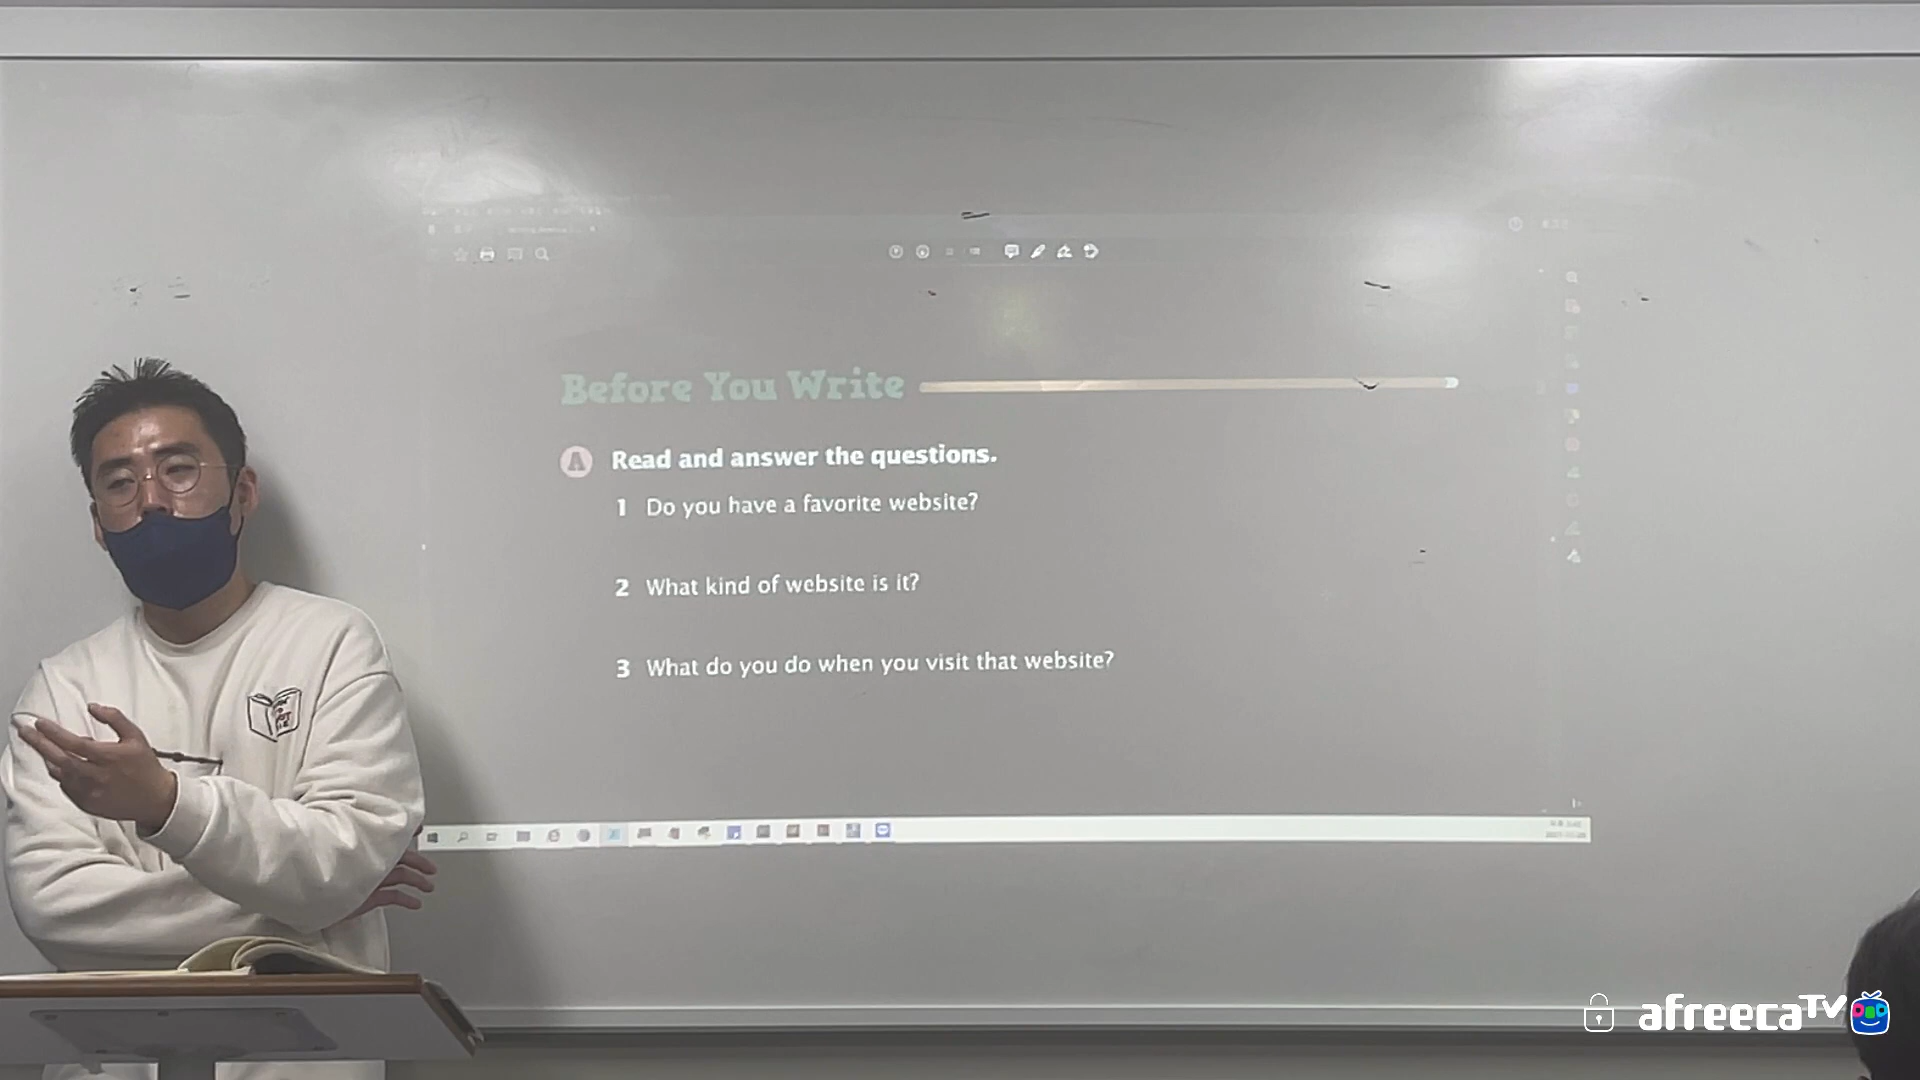 Before You Write
A Read and answer the questions.
1 Do you have a favorite website?
2 What kind of website is it?
3 What do you do when you visit that website?
afreecaTV